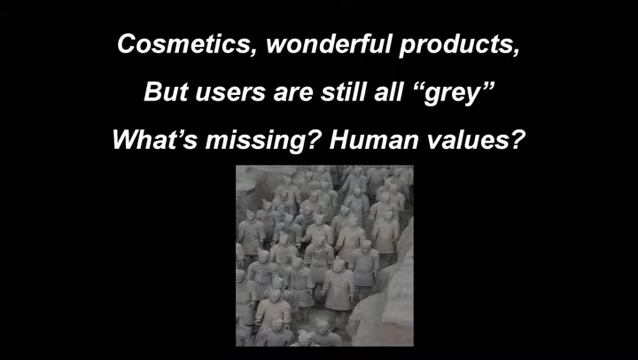 Cosmetics, wonderful products,
But users are still all “grey”
What’s missing? Human values?